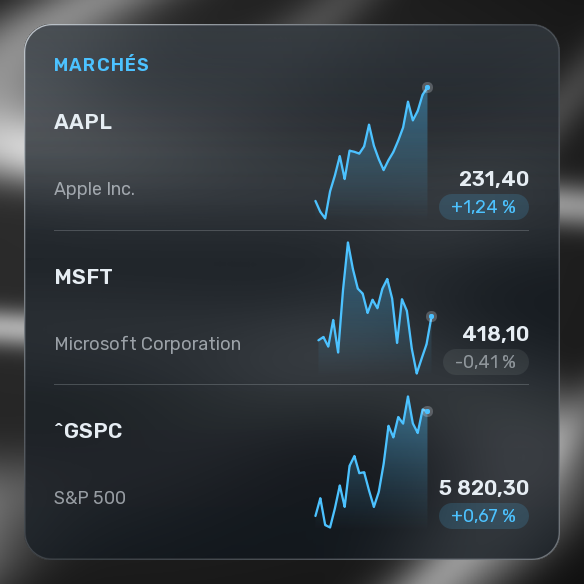 MARCHÉS
AAPL
Apple Inc.
231,40
+1,24 %
MSFT
Microsoft Corporation
418,10
-0,41 %
^GSPC
S&P 500
5 820,30
+0,67 %